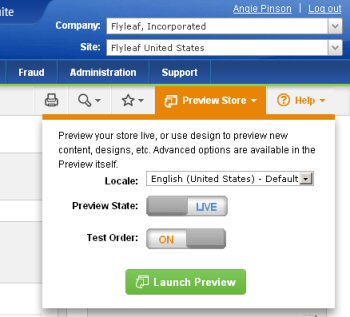 uite
Angie Pinson | Log out
Company: Flyleaf, Incorporated
Site: Flyleaf United States
Fraud Administration Support
Preview Store Help
Preview your store live, or use design to preview new
content, designs, etc. Advanced options are available in the
Preview itself.
Locale: English (United States) - Default
Preview State: LIVE
Test Order: ON
Launch Preview